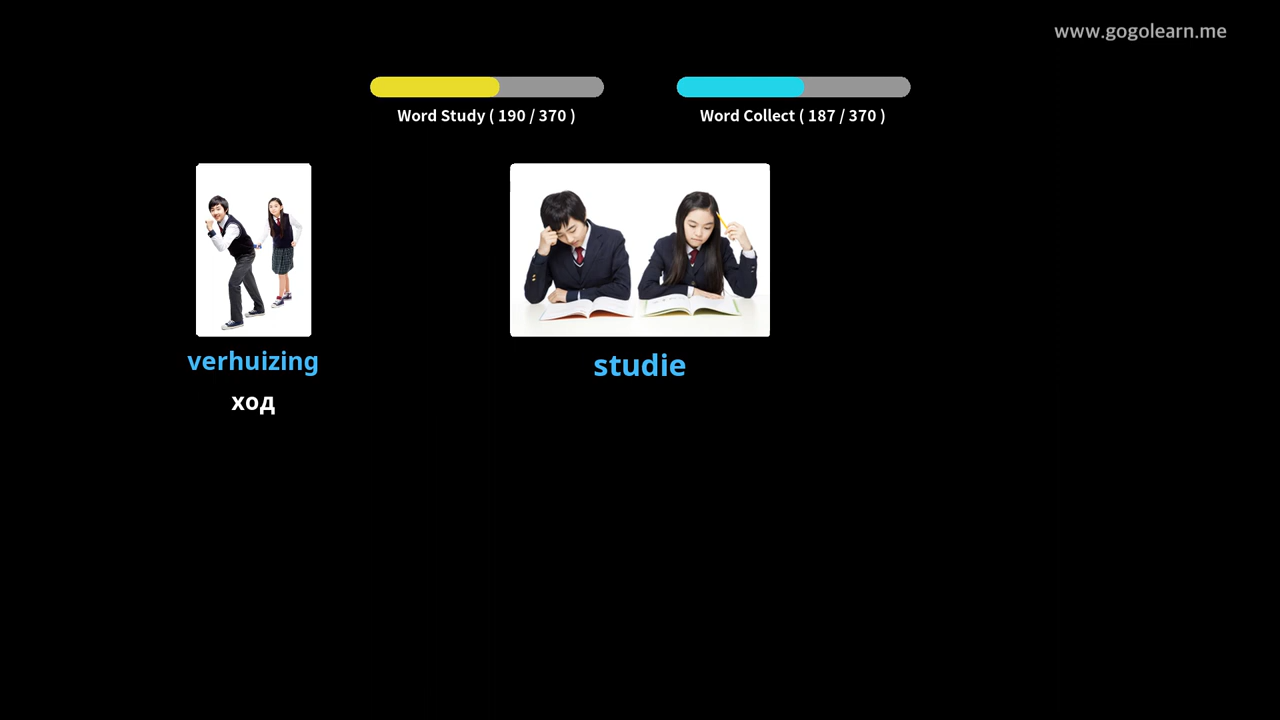 www.gogolearn.me
Word Study ( 190 / 370 )
Word Collect ( 187 / 370 )
verhuizing
ход
studie